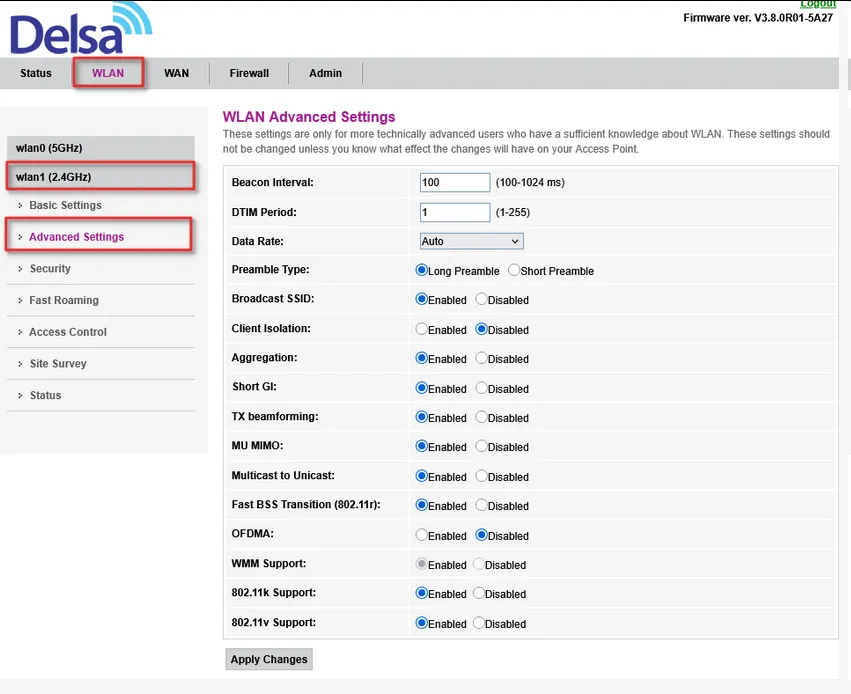 Logout
Delsa
Firmware ver. V3.8.0R01-5A27
Status WLAN WAN Firewall Admin
wlan0 (5GHz)
wlan1 (2.4GHz)
Basic Settings
Advanced Settings
Security
Fast Roaming
Access Control
Site Survey
Status
WLAN Advanced Settings
These settings are only for more technically advanced users who have a sufficient knowledge about WLAN. These settings should
not be changed unless you know what effect the changes will have on your Access Point.
Beacon Interval: 100 (100-1024 ms)
DTIM Period: 1 (1-255)
Data Rate: Auto
Preamble Type: Long Preamble Short Preamble
Broadcast SSID: Enabled Disabled
Client Isolation: Enabled Disabled
Aggregation: Enabled Disabled
Short GI: Enabled Disabled
TX beamforming: Enabled Disabled
MU MIMO: Enabled Disabled
Multicast to Unicast: Enabled Disabled
Fast BSS Transition (802.11r): Enabled Disabled
OFDMA: Enabled Disabled
WMM Support: Enabled Disabled
802.11k Support: Enabled Disabled
802.11v Support: Enabled Disabled
Apply Changes